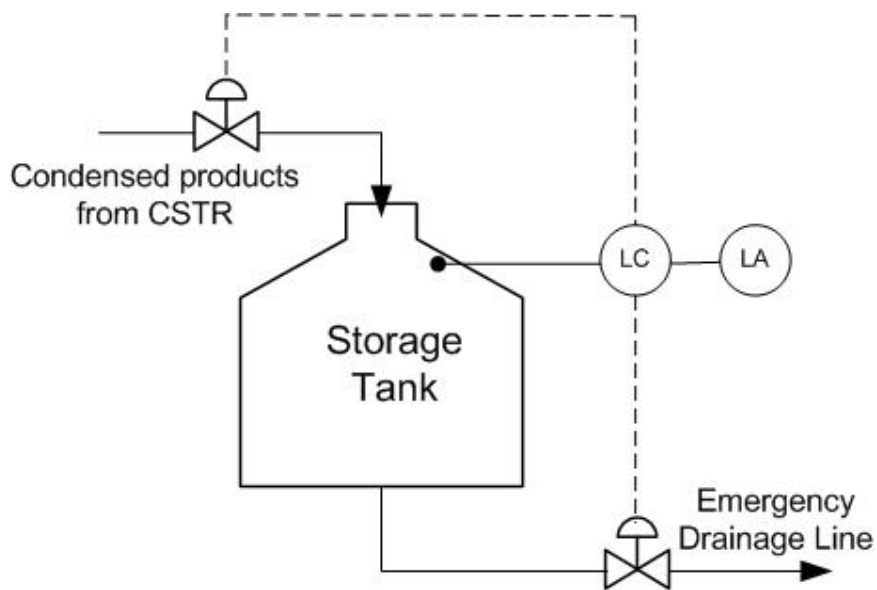 Condensed products
from CSTR
LC
LA
Storage
Tank
Emergency
Drainage Line